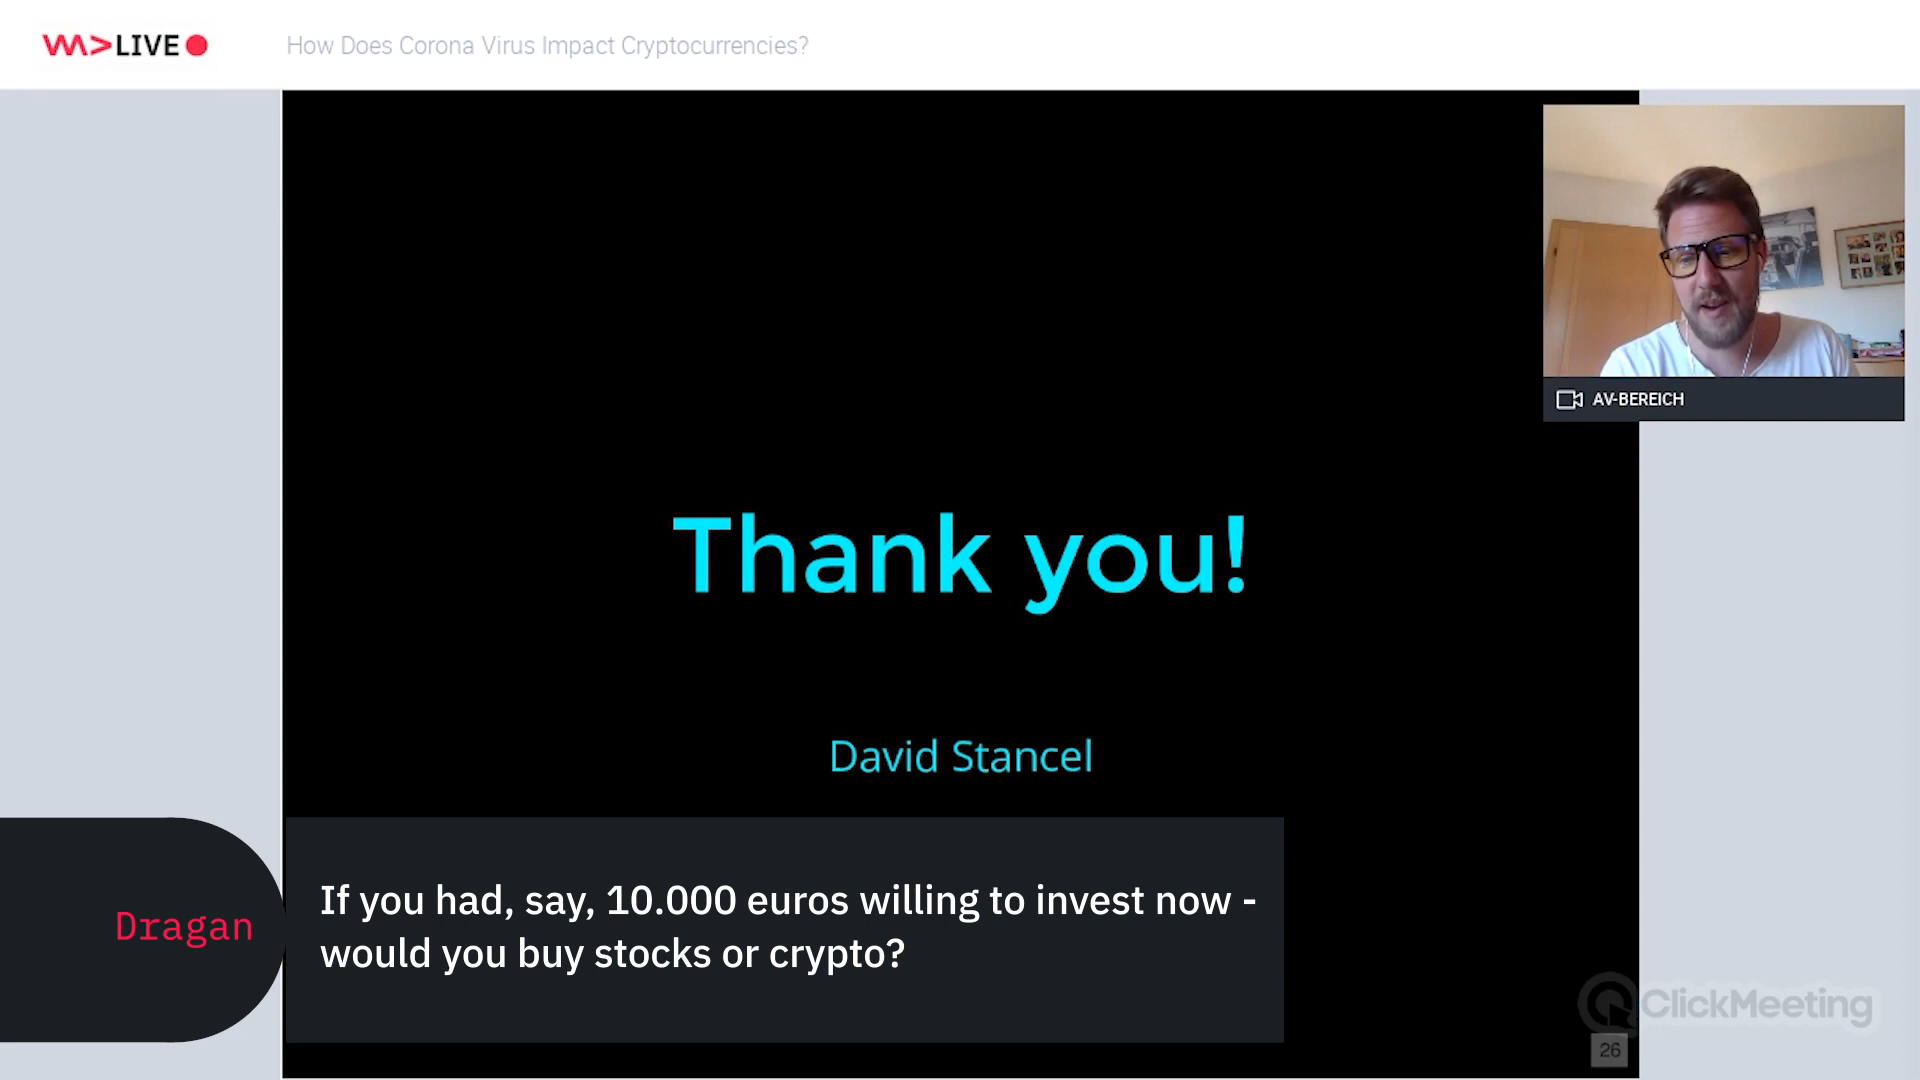 LIVE
How Does Corona Virus Impact Cryptocurrencies?
AV-BEREICH
Thank you!
David Stancel
Dragan
If you had, say, 10.000 euros willing to invest now -
would you buy stocks or crypto?
ClickMeeting
26